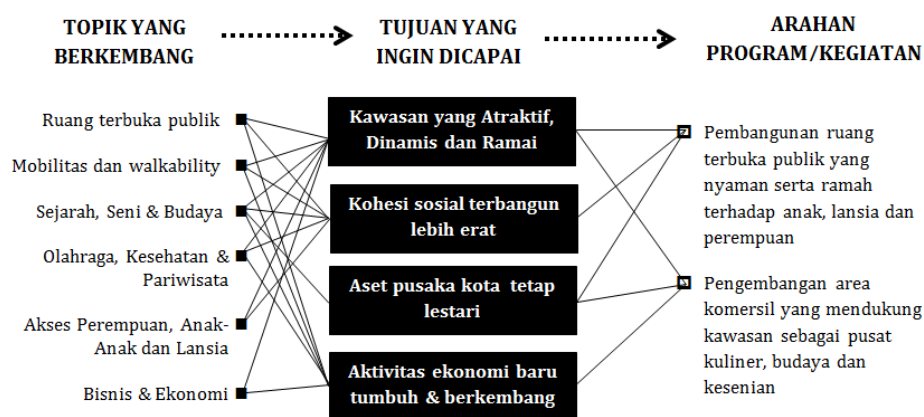 TOPIK YANG
BERKEMBANG
TUJUAN YANG
INGIN DICAPAI
ARAHAN
PROGRAM/KEGIATAN
Ruang terbuka publik
Mobilitas dan walkability
Sejarah, Seni & Budaya
Olahraga, Kesehatan &
Pariwisata
Akses Perempuan, Anak-
Anak dan Lansia
Bisnis & Ekonomi
Kawasan yang Atraktif,
Dinamis dan Ramai
Kohesi sosial terbangun
lebih erat
Aset pusaka kota tetap
lestari
Aktivitas ekonomi baru
tumbuh & berkembang
Pembangunan ruang
terbuka publik yang
nyaman serta ramah
terhadap anak, lansia dan
perempuan
Pengembangan area
komersil yang mendukung
kawasan sebagai pusat
kuliner, budaya dan
kesenian